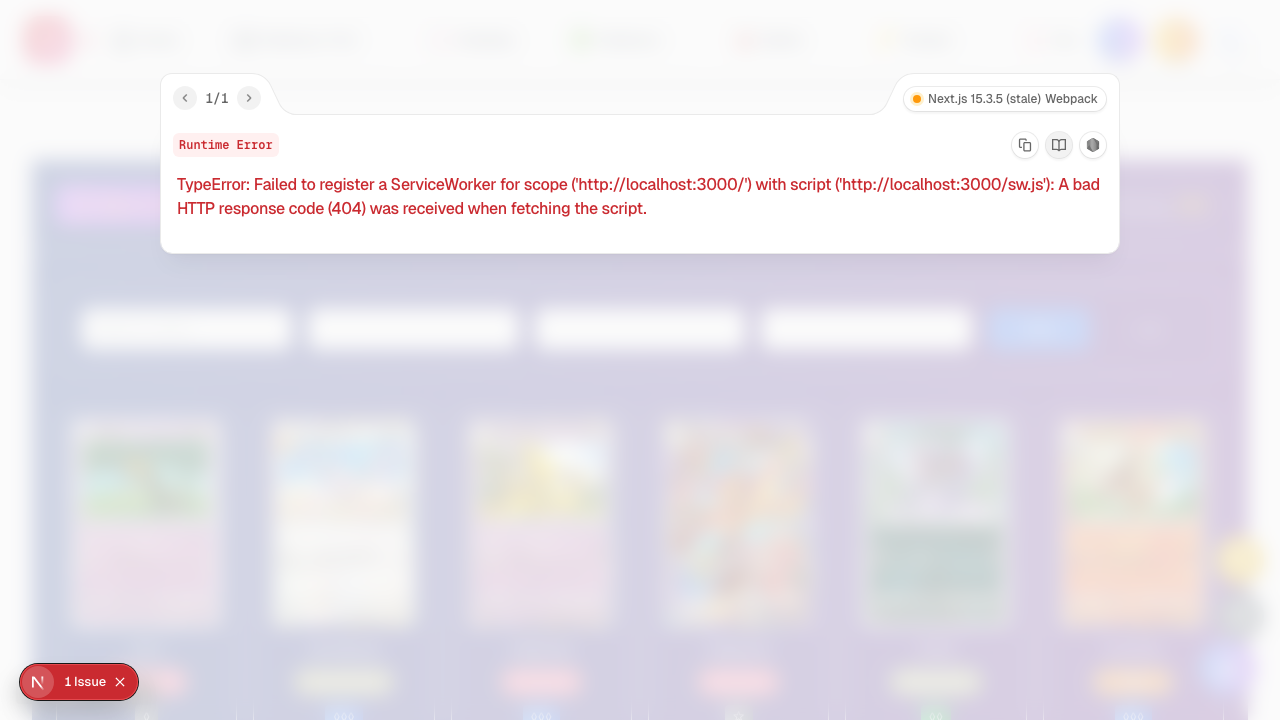 1/1
Next.js 15.3.5 (stale) Webpack
Runtime Error
TypeError: Failed to register a ServiceWorker for scope ('http://localhost:3000/') with script ('http://localhost:3000/sw.js'): A bad
HTTP response code (404) was received when fetching the script.
1 Issue